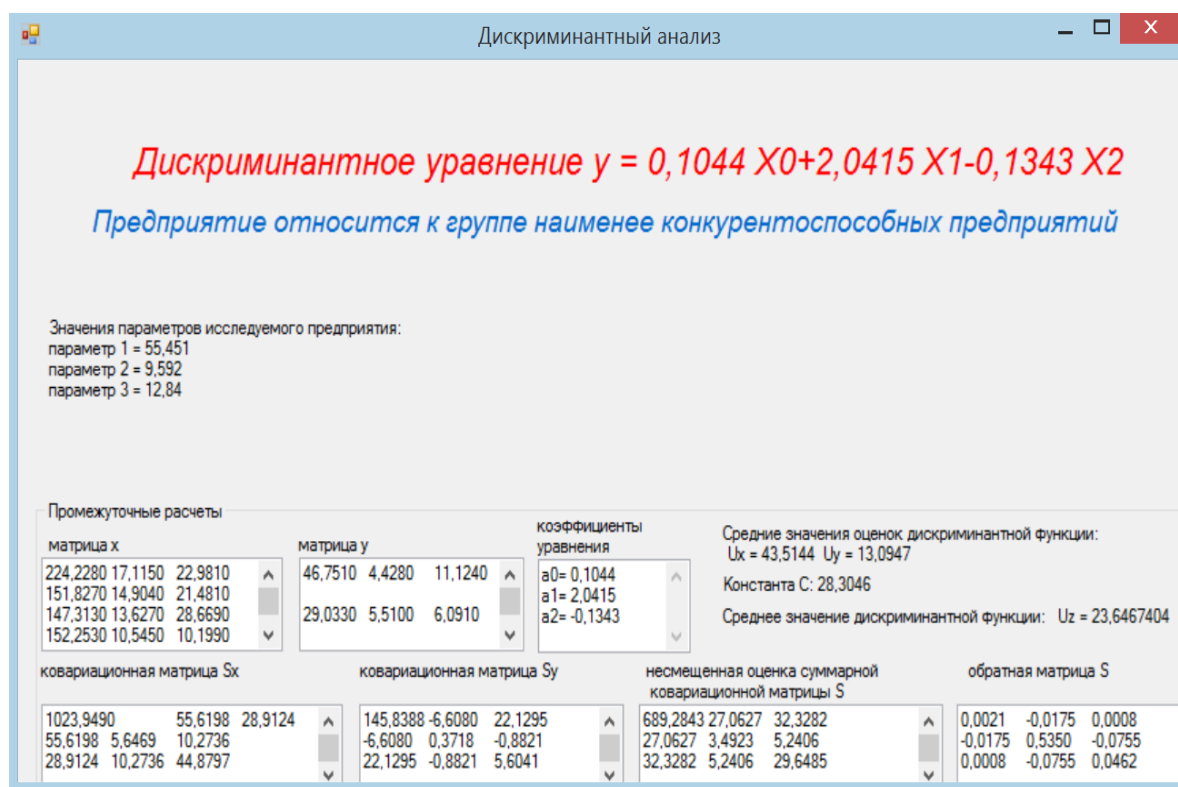 Дискриминантный анализ
Дискриминантное уравнение y = 0,1044 X0+2,0415 X1-0,1343 X2
Предприятие относится к группе наименее конкурентоспособных предприятий
Значения параметров исследуемого предприятия:
параметр 1 = 55,451
параметр 2 = 9,592
параметр 3 = 12,84
Промежуточные расчеты
матрица x
224,2280 17,1150 22,9810
151,8270 14,9040 21,4810
147,3130 13,6270 28,6690
152,2530 10,5450 10,1990
матрица y
46,7510 4,4280 11,1240
29,0330 5,5100 6,0910
коэффициенты
уравнения
a0= 0,1044
a1= 2,0415
a2= -0,1343
Средние значения оценок дискриминантной функции:
Ux = 43,5144 Uy = 13,0947
Константа C: 28,3046
Среднее значение дискриминантной функции: Uz = 23,6467404
ковариационная матрица Sx
1023,9490 55,6198 28,9124
55,6198 5,6469 10,2736
28,9124 10,2736 44,8797
ковариационная матрица Sy
145,8388 -6,6080 22,1295
-6,6080 0,3718 -0,8821
22,1295 -0,8821 5,6041
несмещенная оценка суммарной
ковариационной матрицы S
689,2843 27,0627 32,3282
27,0627 3,4923 5,2406
32,3282 5,2406 29,6485
обратная матрица S
0,0021 -0,0175 0,0008
-0,0175 0,5350 -0,0755
0,0008 -0,0755 0,0462